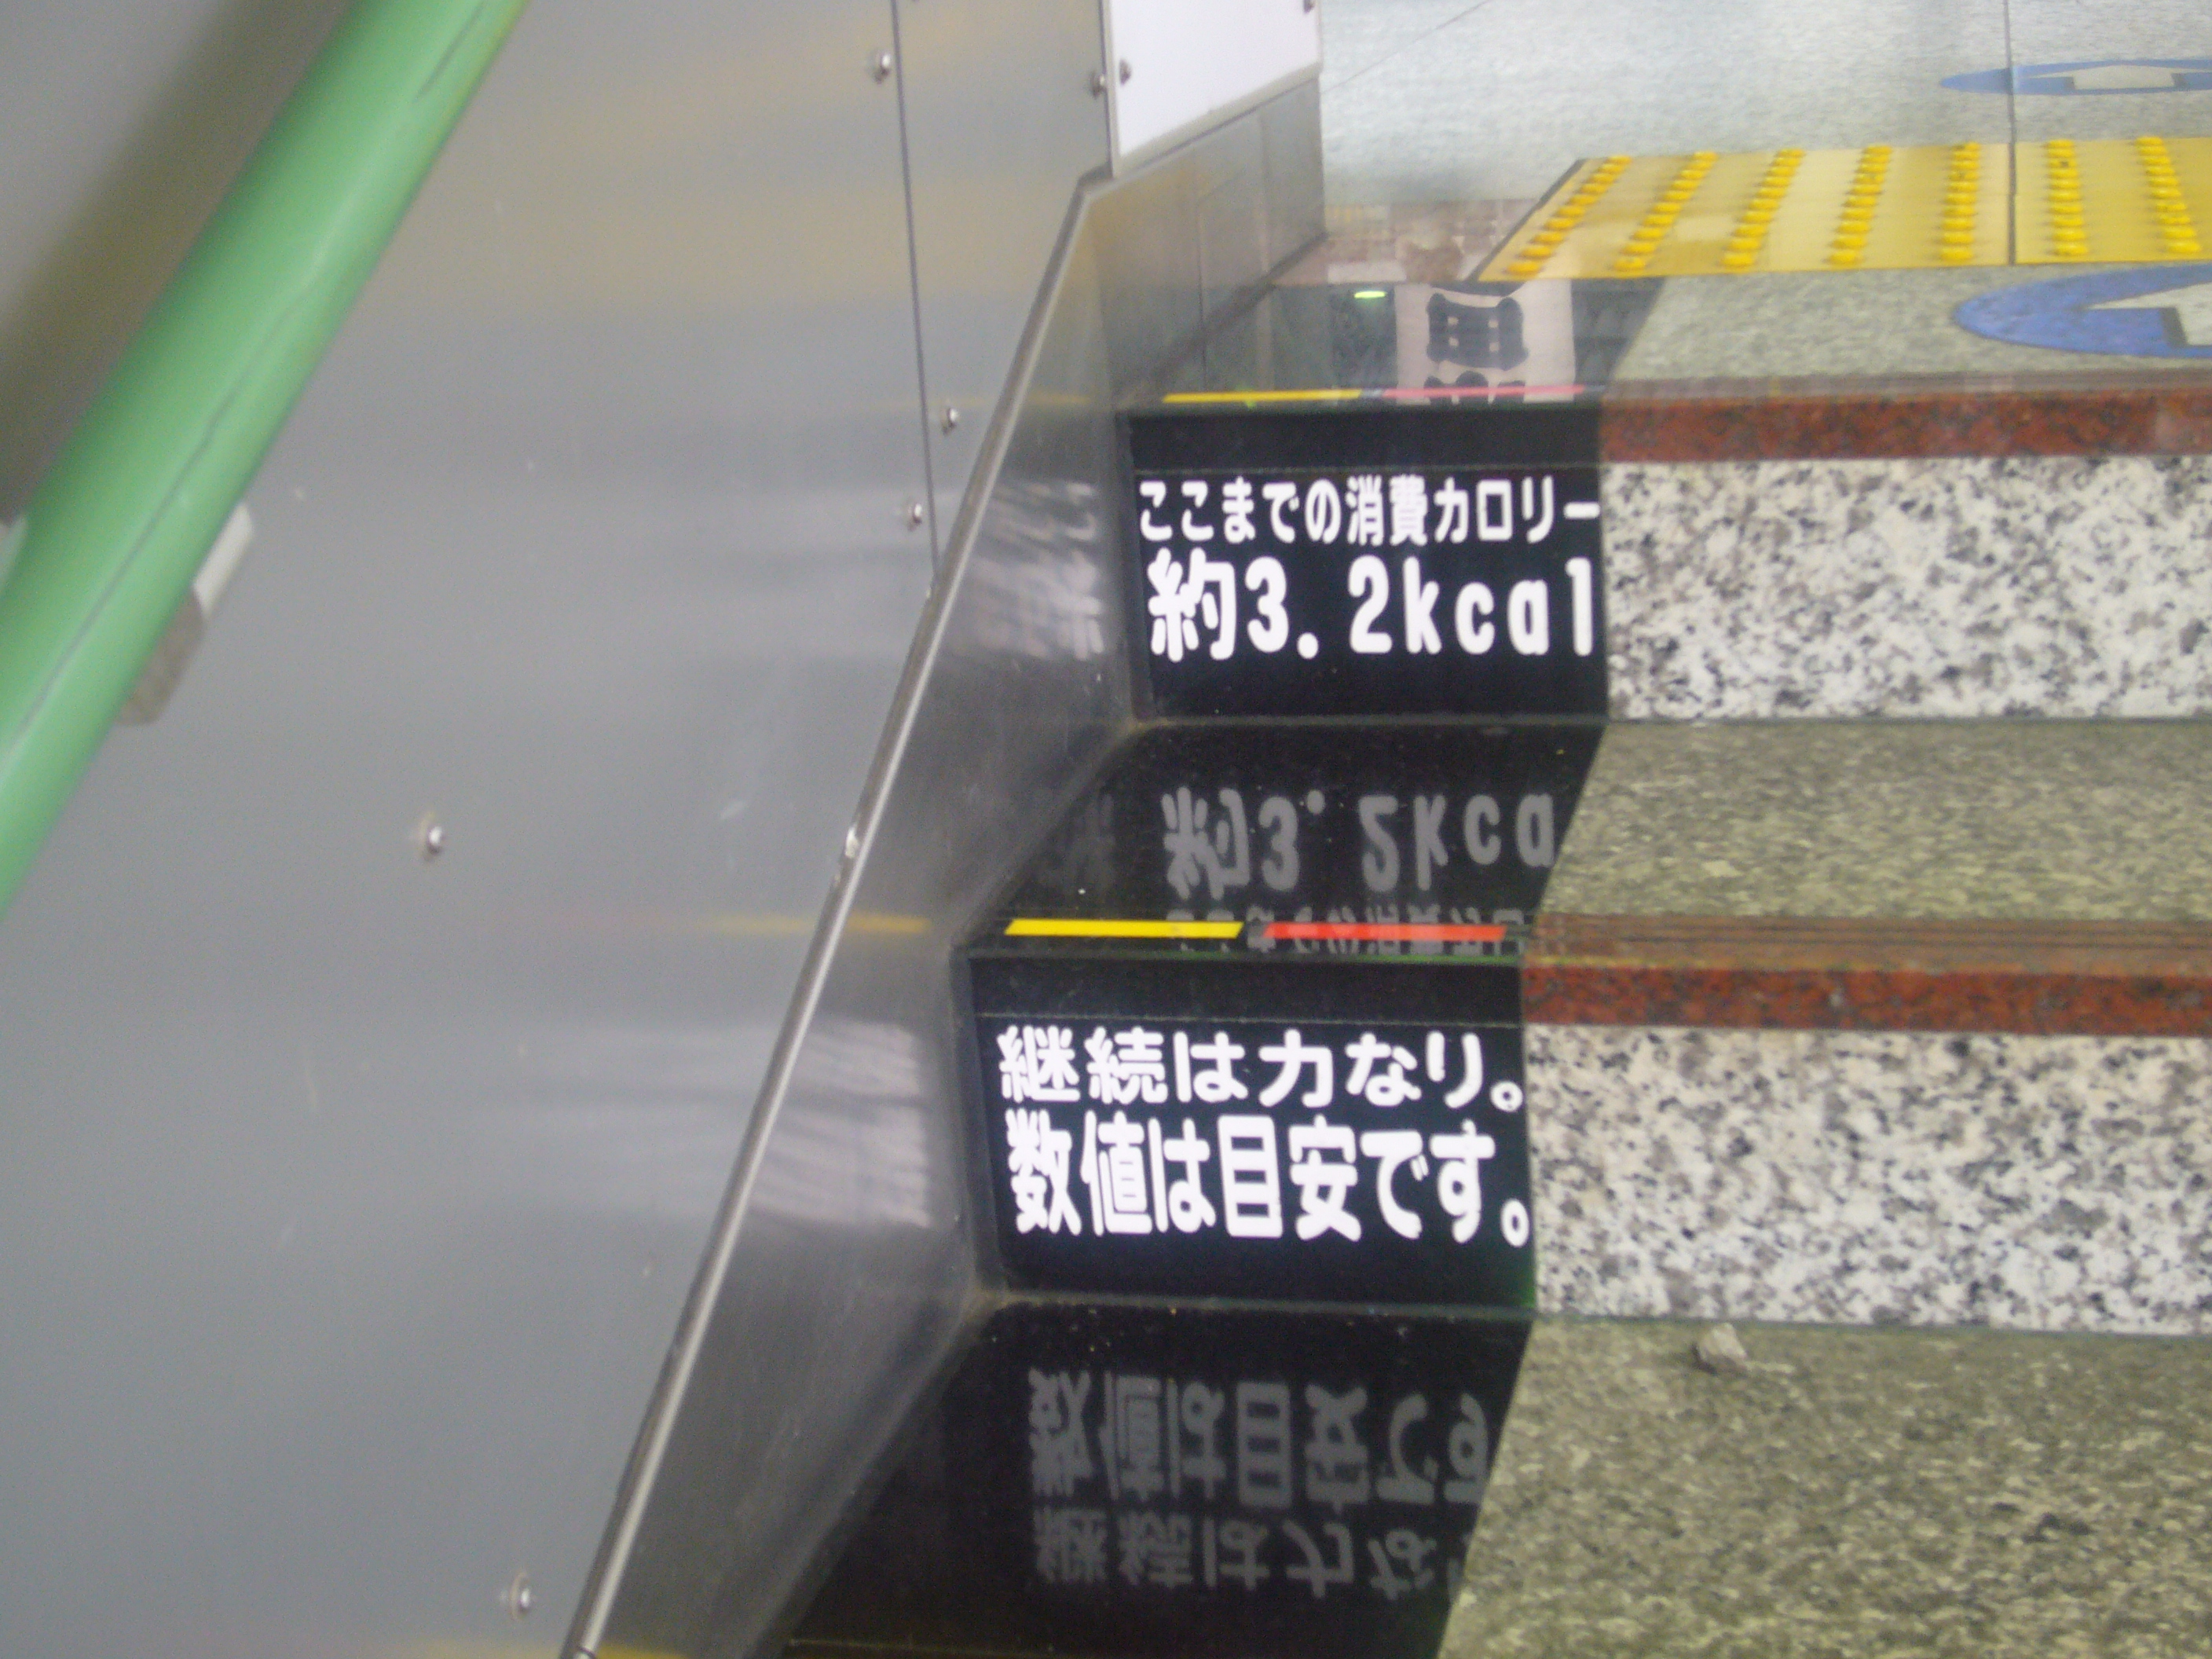 ここまでの消費カロリー
約3.2kcal
継続は力なり。
数値は目安です。